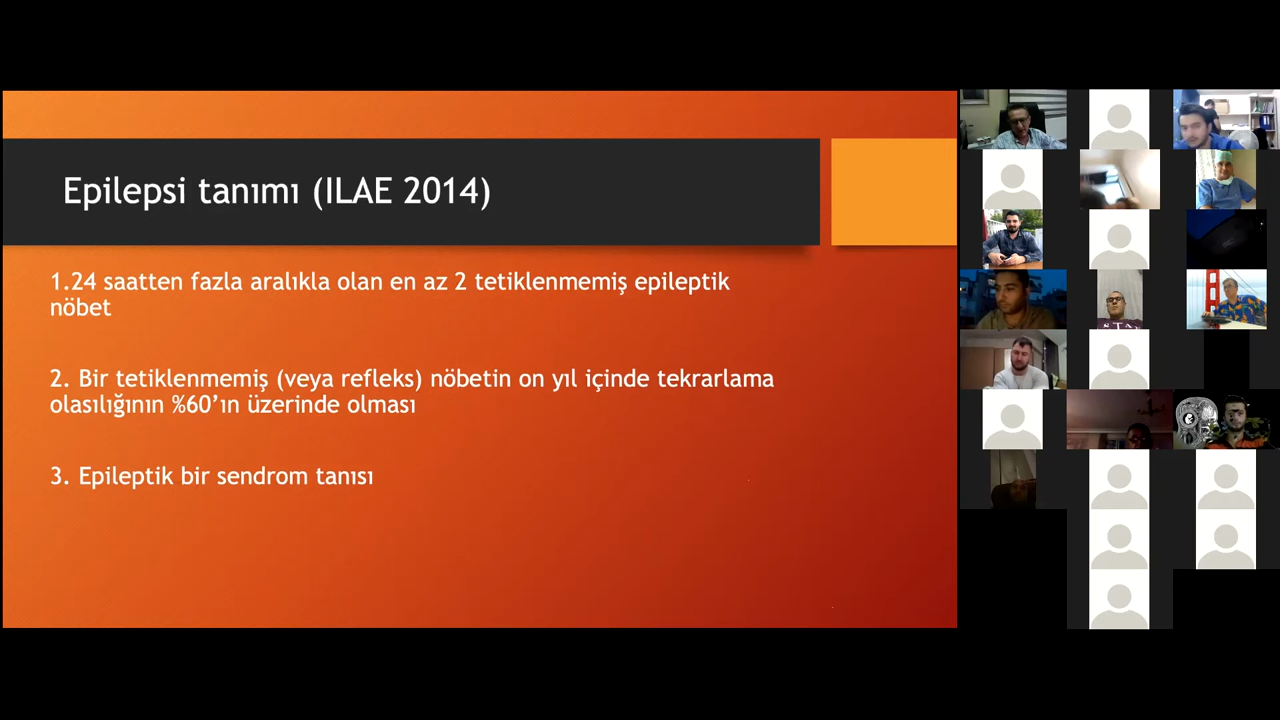 Epilepsi tanımı (ILAE 2014)
1.24 saatten fazla aralıkla olan en az 2 tetiklenmemiş epileptik
nöbet
2. Bir tetiklenmemiş (veya refleks) nöbetin on yıl içinde tekrarlama
olasılığının %60’ın üzerinde olması
3. Epileptik bir sendrom tanısı